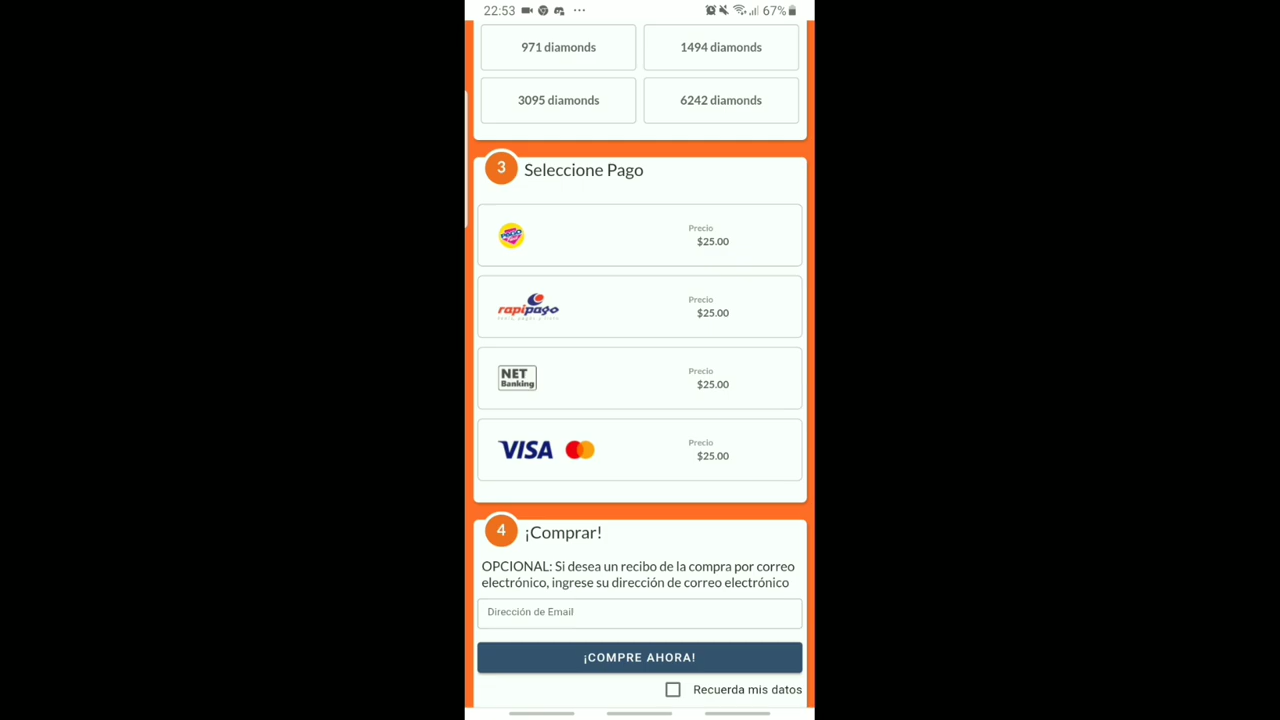 22:53
67%
971 diamonds
1494 diamonds
3095 diamonds
6242 diamonds
3
Seleccione Pago
Precio
$25.00
rapipago
Precio
$25.00
NET
Banking
Precio
$25.00
VISA
Precio
$25.00
4
¡Comprar!
OPCIONAL: Si desea un recibo de la compra por correo
electrónico, ingrese su dirección de correo electrónico
Dirección de Email
¡COMPRE AHORA!
Recuerda mis datos